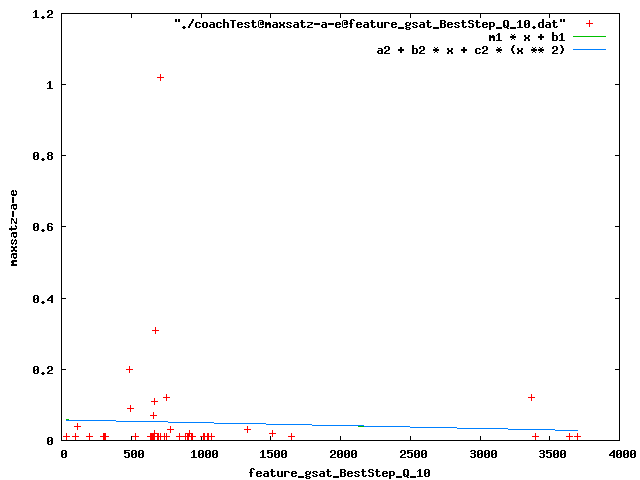 "./coachTest@maxsatz-a-e@feature_gsat_BestStep_Q_10.dat"
m1 * x + b1
a2 + b2 * x + c2 * (x ** 2)
1.2
1
0.8
0.6
0.4
0.2
0
maxsatz-a-e
0 500 1000 1500 2000 2500 3000 3500 4000
feature_gsat_BestStep_Q_10